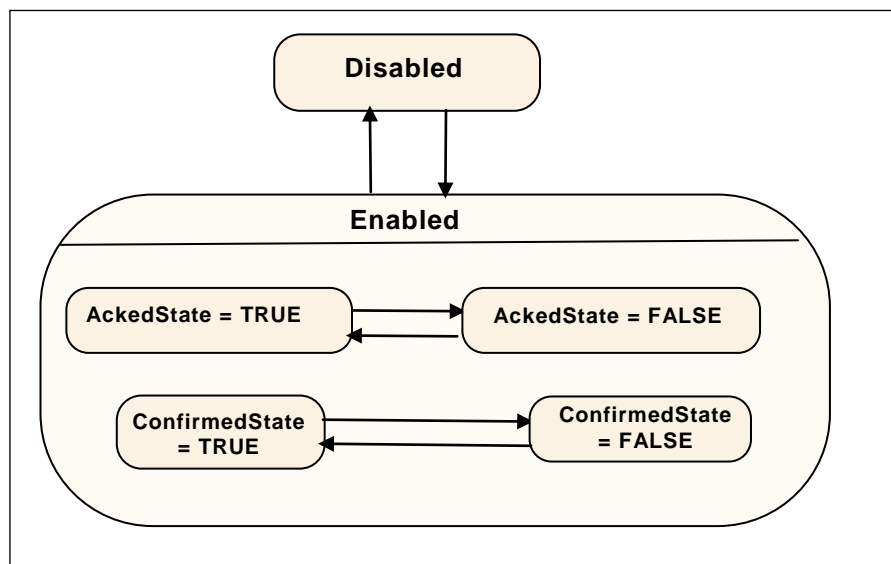 Disabled
Enabled
AckedState = TRUE
AckedState = FALSE
ConfirmedState
= TRUE
ConfirmedState
= FALSE